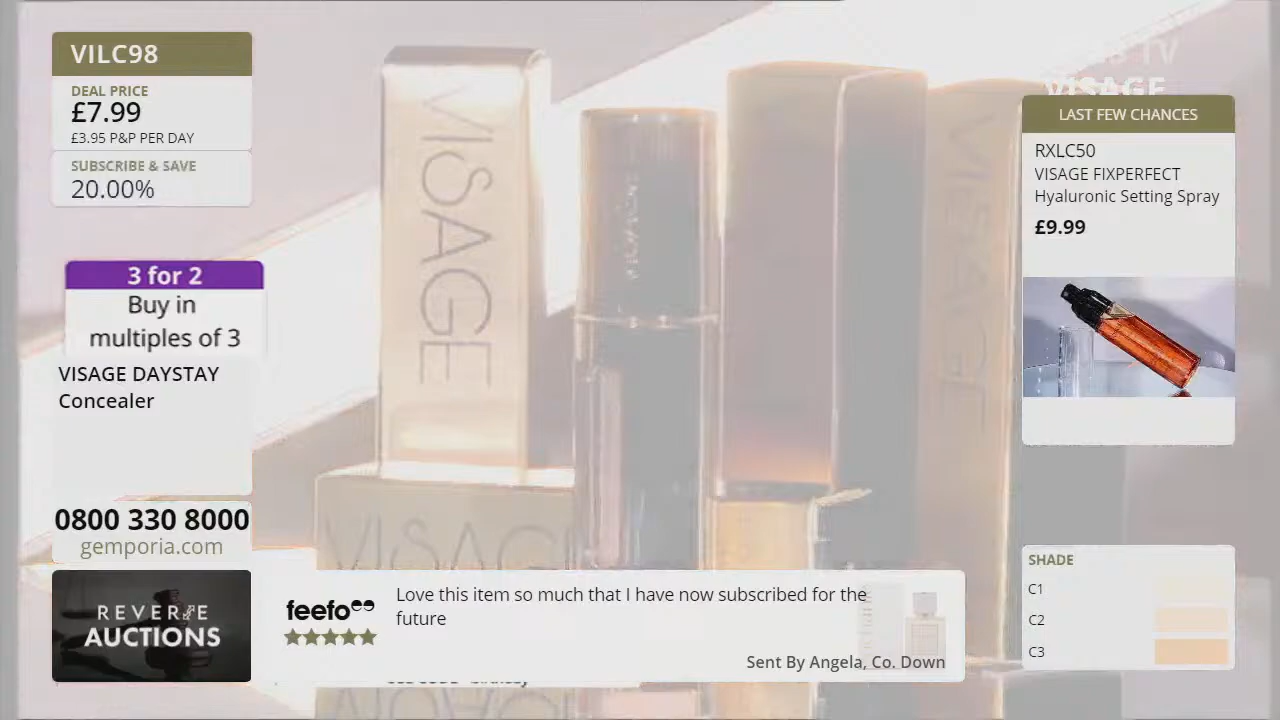 VILC98
DEAL PRICE
£7.99
£3.95 P&P PER DAY
SUBSCRIBE & SAVE
20.00%
3 for 2
Buy in
multiples of 3
VISAGE DAYSTAY
Concealer
0800 330 8000
gemporia.com
REVERSE
AUCTIONS
VISAGE
VISAGE
VISAGE
feefo
Love this item so much that I have now subscribed for the
future
Sent By Angela, Co. Down
TV
VISAGE
LAST FEW CHANCES
RXLC50
VISAGE FIXPERFECT
Hyaluronic Setting Spray
£9.99
SHADE
C1
C2
C3